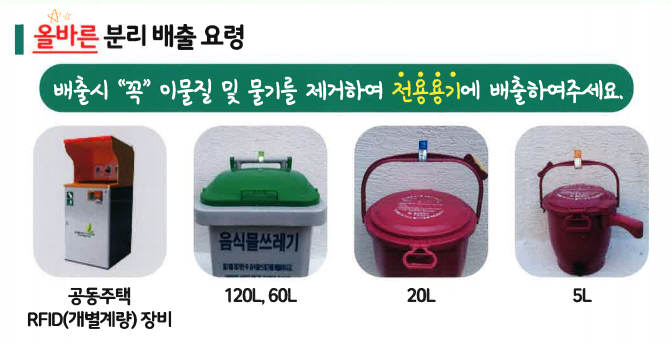 올바른 분리 배출 요령
배출시 “꼭” 이물질 및 물기를 제거하여 전용용기에 배출하여주세요.
음식물쓰레기
공동주택
RFID(개별계량) 장비
120L, 60L
20L
5L